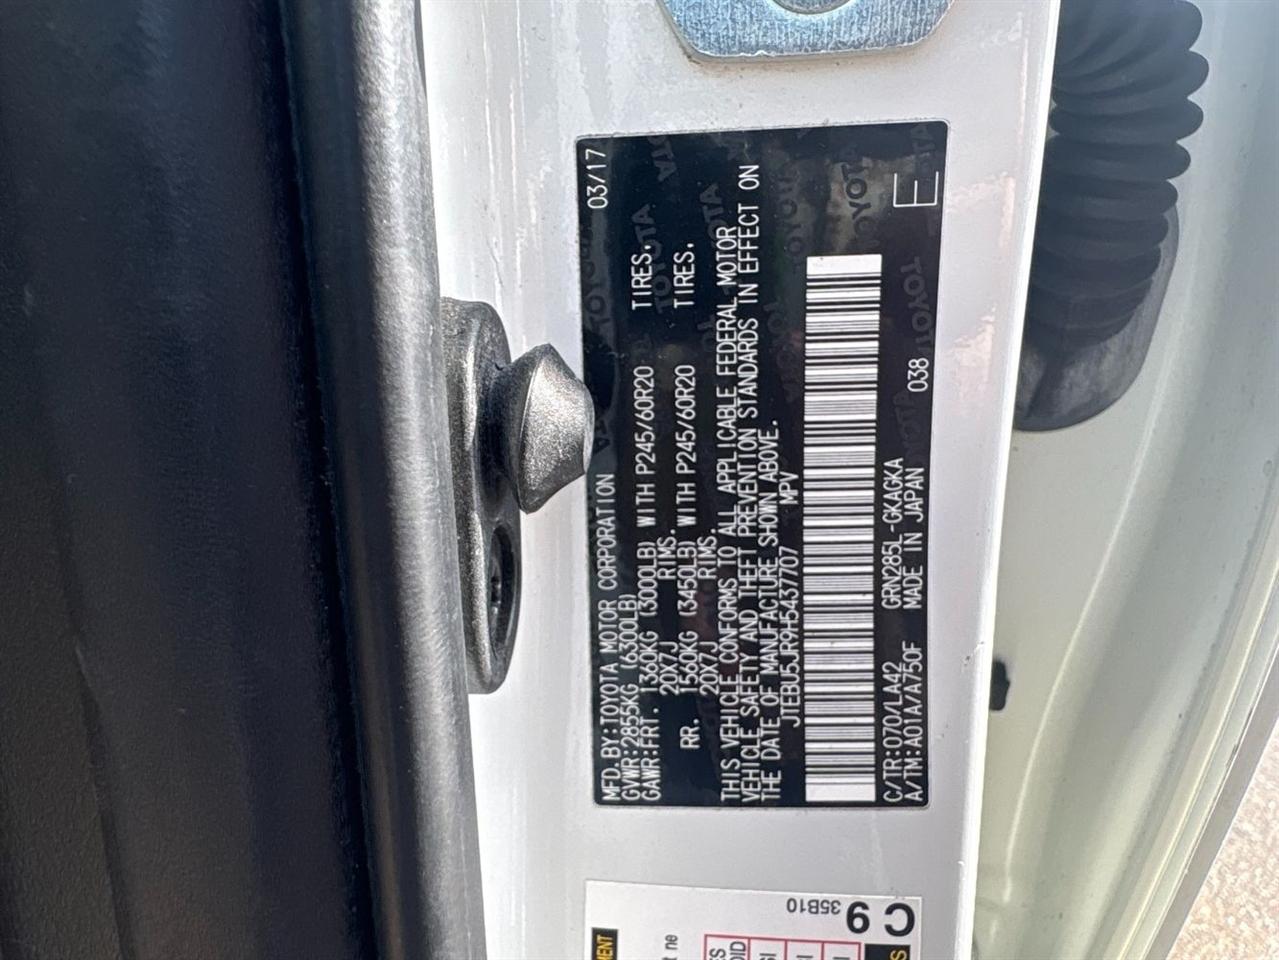 MFD.BY:TOYOTA MOTOR CORPORATION 03/17
GVWR:2855KG (6300LB)
GAWR:FRT. 1360KG (3000LB) WITH P245/60R20 TIRES,
20X7J RIMS.
RR. 1560KG (3450LB) WITH P245/60R20 TIRES.
20X7J RIMS.
THIS VEHICLE CONFORMS TO ALL APPLICABLE FEDERAL MOTOR
VEHICLE SAFETY AND THEFT PREVENTION STANDARDS IN EFFECT ON
THE DATE OF MANUFACTURE SHOWN ABOVE.
JTEBU5JR9H5437707 MPV
C/TR:070/LA42 GRN285L-GKAGKA
A/TM:A01A/A750F MADE IN JAPAN 038
E
TOYOTA
C9
35B10